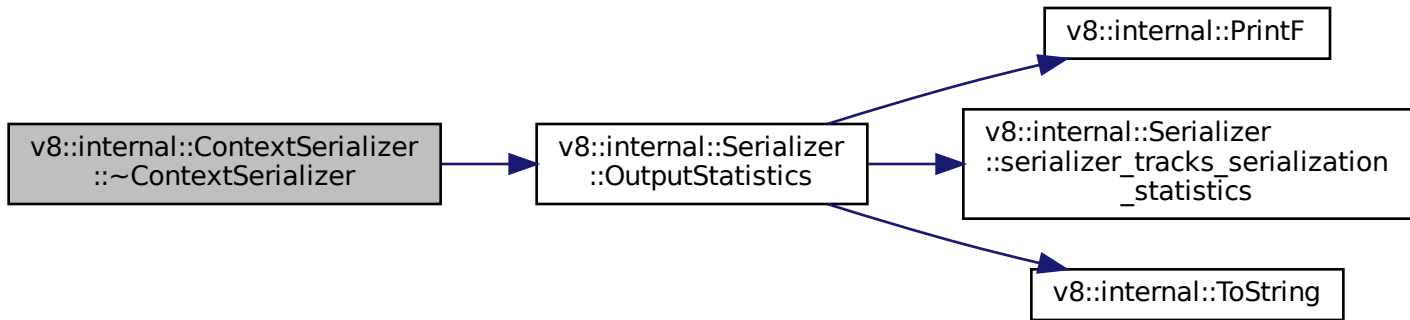 v8::internal::ContextSerializer
::~ContextSerializer
v8::internal::Serializer
::OutputStatistics
v8::internal::PrintF
v8::internal::Serializer
::serializer_tracks_serialization
_statistics
v8::internal::ToString